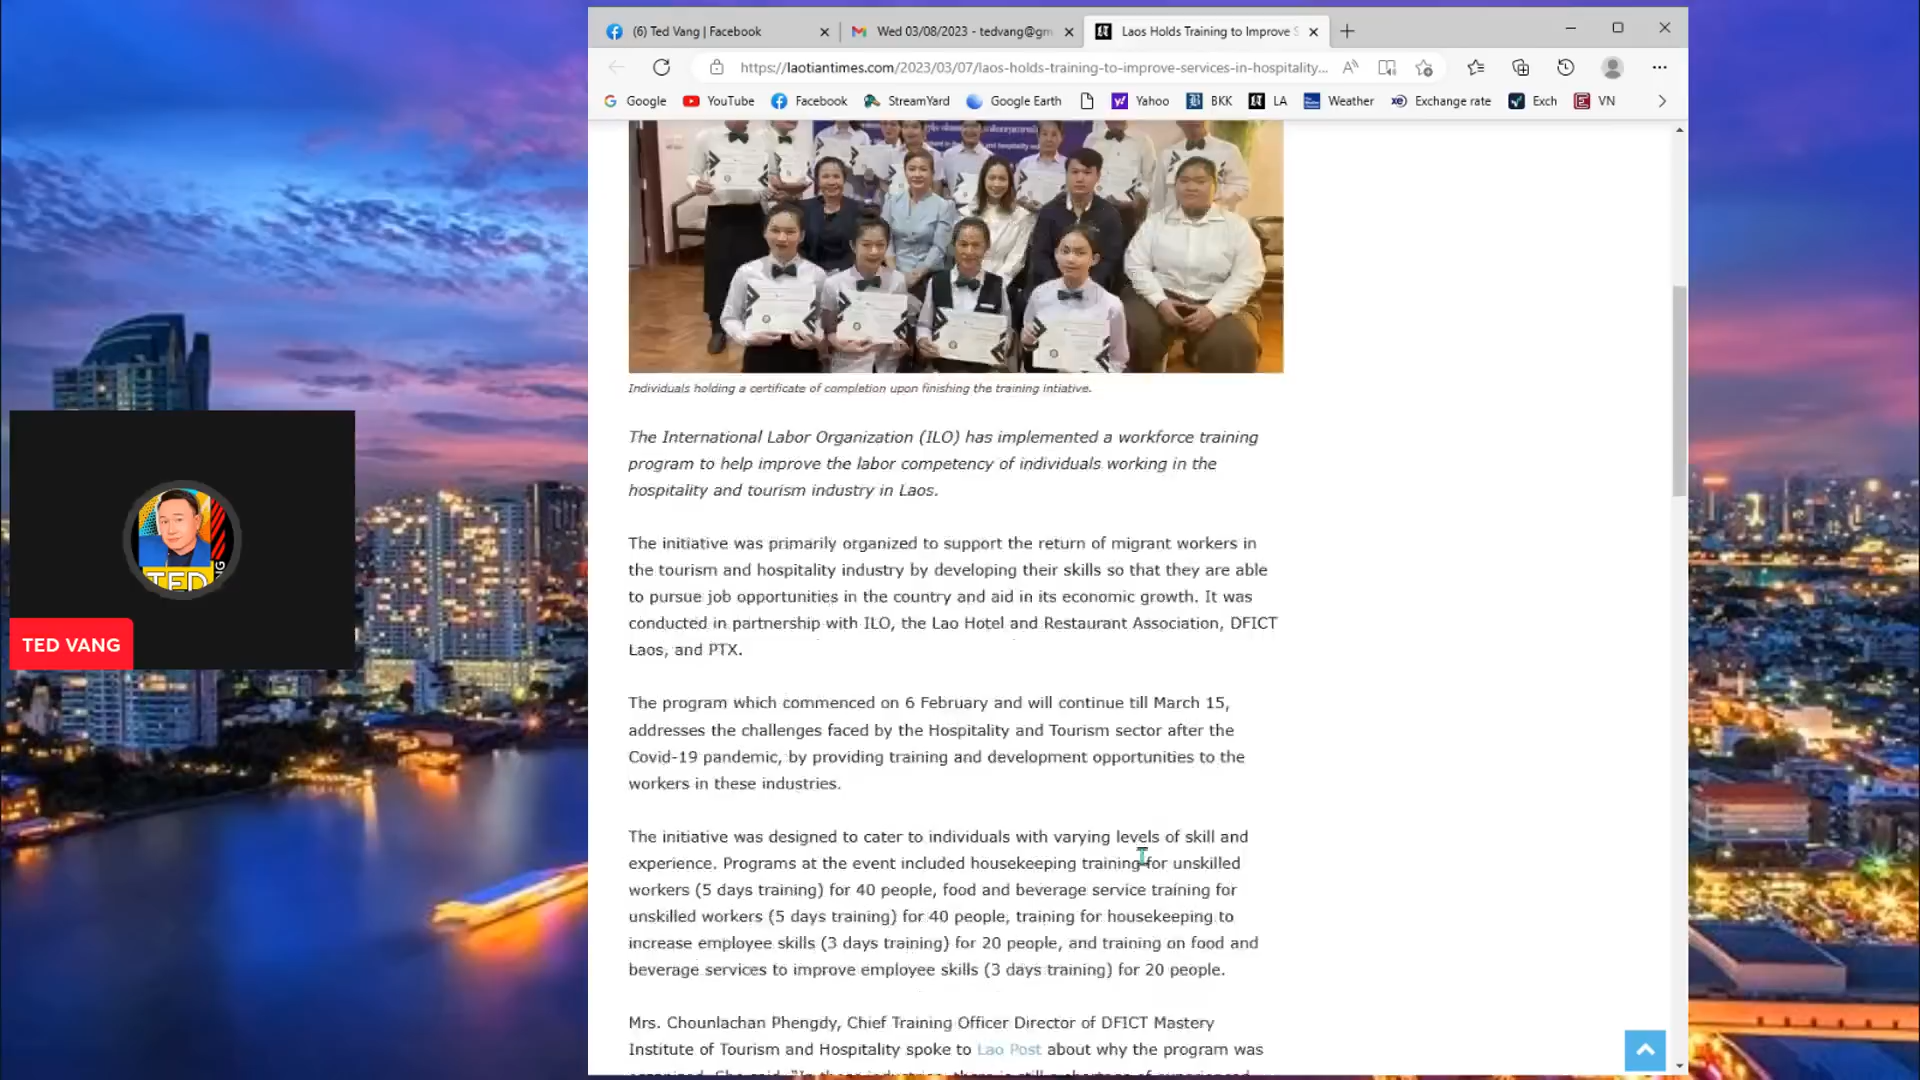 (6) Ted Vang | Facebook
Wed 03/08/2023 - tedvang@gm
Laos Holds Training to Improve S
https://laotiantimes.com/2023/03/07/laos-holds-training-to-improve-services-in-hospitality...
Google YouTube Facebook StreamYard Google Earth Yahoo BKK LA Weather Exchange rate Exch VN
Individuals holding a certificate of completion upon finishing the training intiative.
The International Labor Organization (ILO) has implemented a workforce training
program to help improve the labor competency of individuals working in the
hospitality and tourism industry in Laos.
The initiative was primarily organized to support the return of migrant workers in
the tourism and hospitality industry by developing their skills so that they are able
to pursue job opportunities in the country and aid in its economic growth. It was
conducted in partnership with ILO, the Lao Hotel and Restaurant Association, DFICT
Laos, and PTX.
The program which commenced on 6 February and will continue till March 15,
addresses the challenges faced by the Hospitality and Tourism sector after the
Covid-19 pandemic, by providing training and development opportunities to the
workers in these industries.
The initiative was designed to cater to individuals with varying levels of skill and
experience. Programs at the event included housekeeping training for unskilled
workers (5 days training) for 40 people, food and beverage service training for
unskilled workers (5 days training) for 40 people, training for housekeeping to
increase employee skills (3 days training) for 20 people, and training on food and
beverage services to improve employee skills (3 days training) for 20 people.
Mrs. Chounlachan Phengdy, Chief Training Officer Director of DFICT Mastery
Institute of Tourism and Hospitality spoke to Lao Post about why the program was
TED
TED VANG